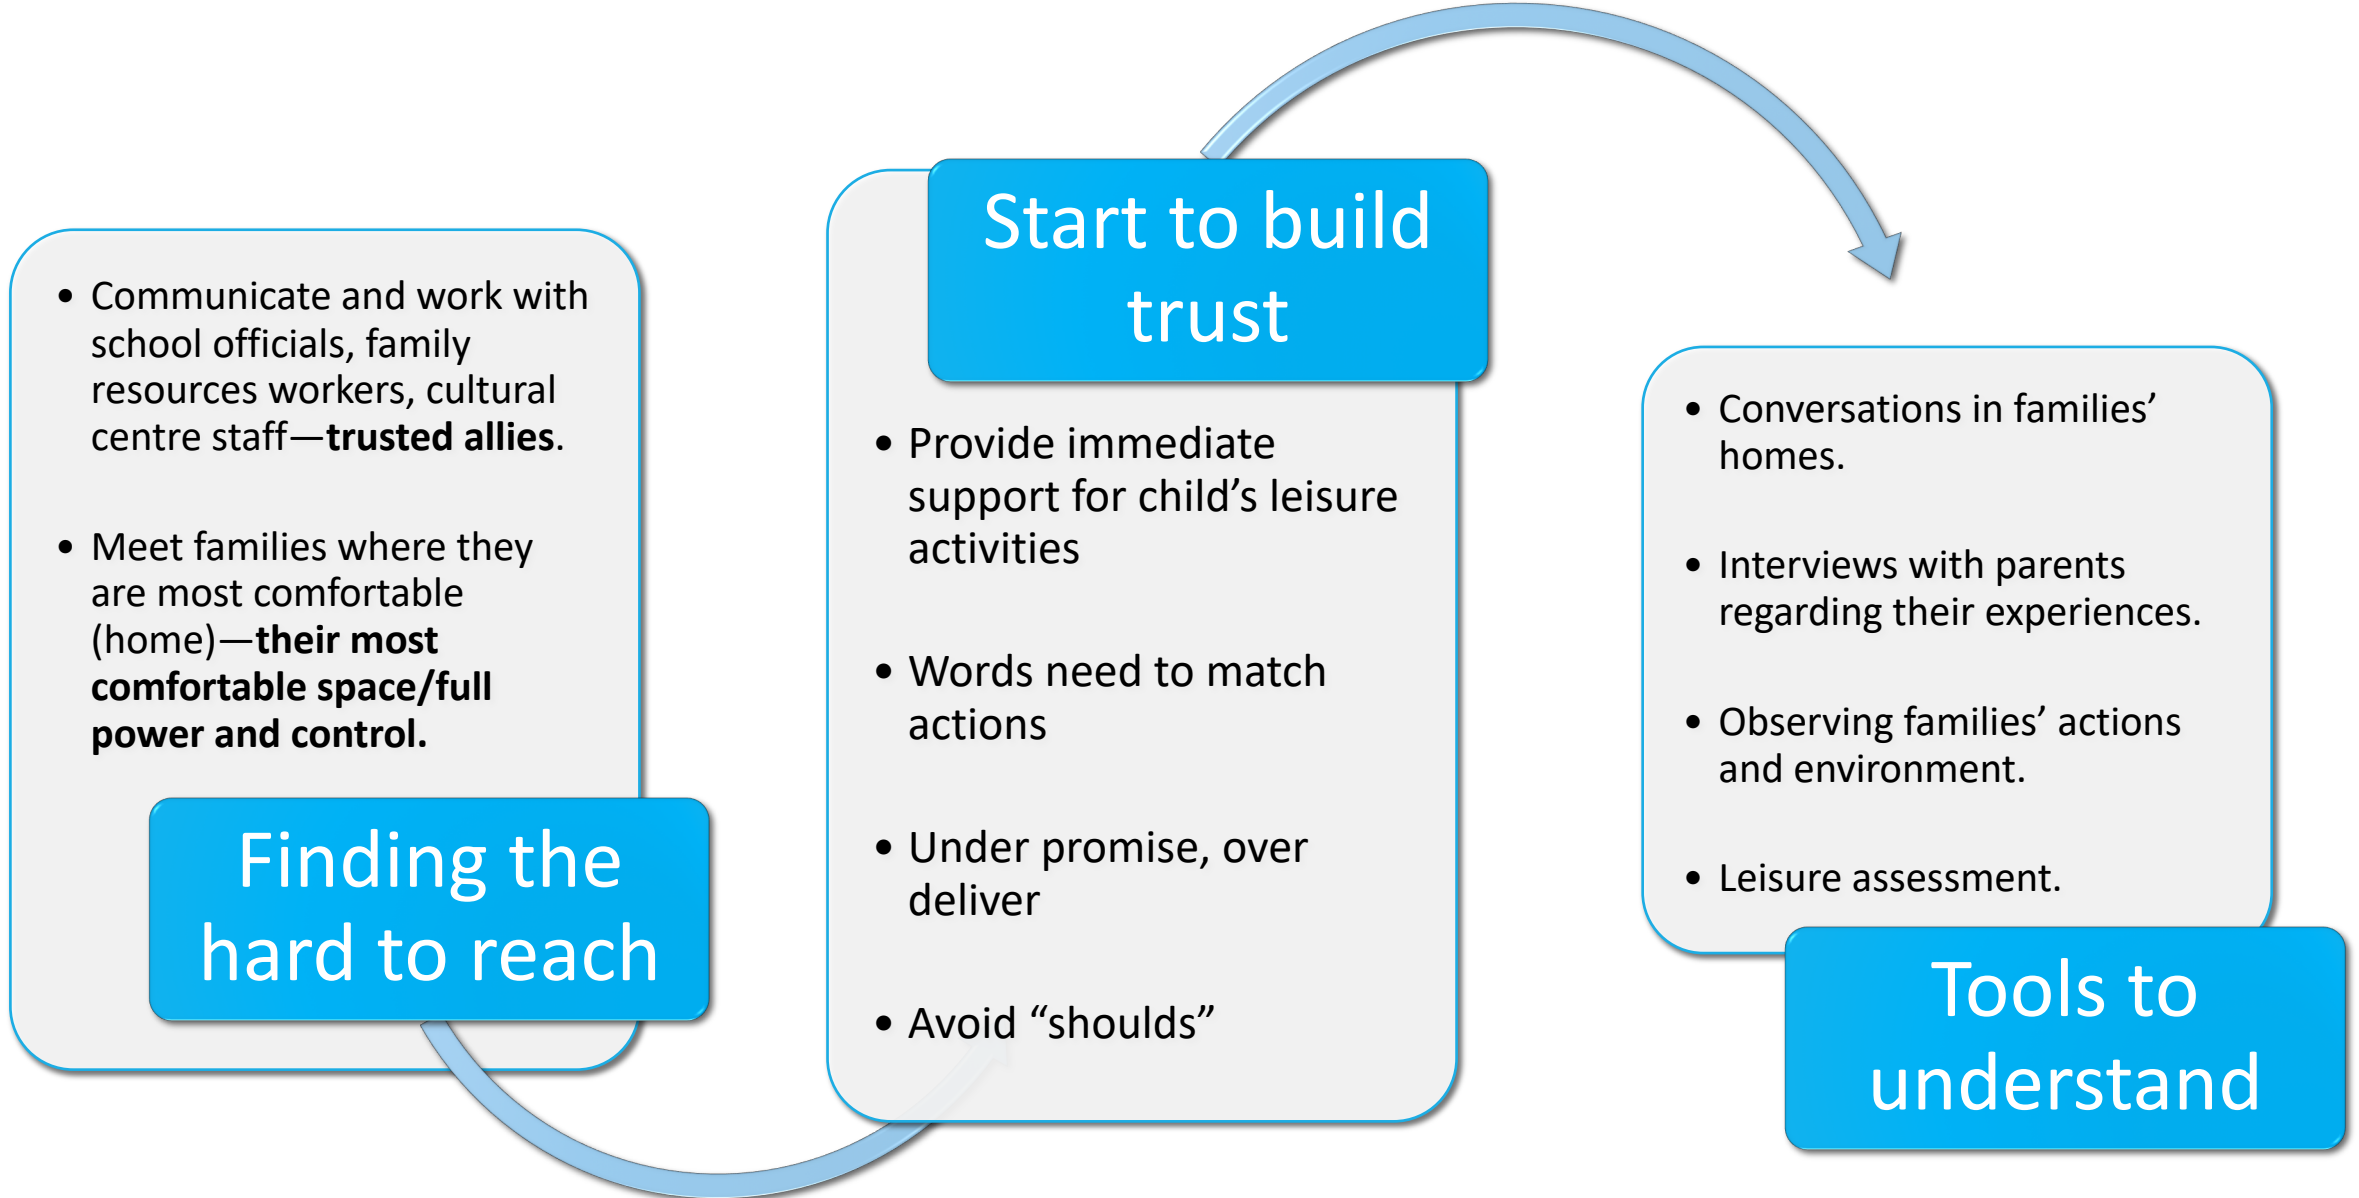 • Communicate and work with
school officials, family
resources workers, cultural
centre staff—trusted allies.
• Meet families where they
are most comfortable
(home)—their most
comfortable space/full
power and control.
Finding the
hard to reach
Start to build
trust
• Provide immediate
support for child’s leisure
activities
• Words need to match
actions
• Under promise, over
deliver
• Avoid “shoulds”
• Conversations in families’
homes.
• Interviews with parents
regarding their experiences.
• Observing families’ actions
and environment.
• Leisure assessment.
Tools to
understand